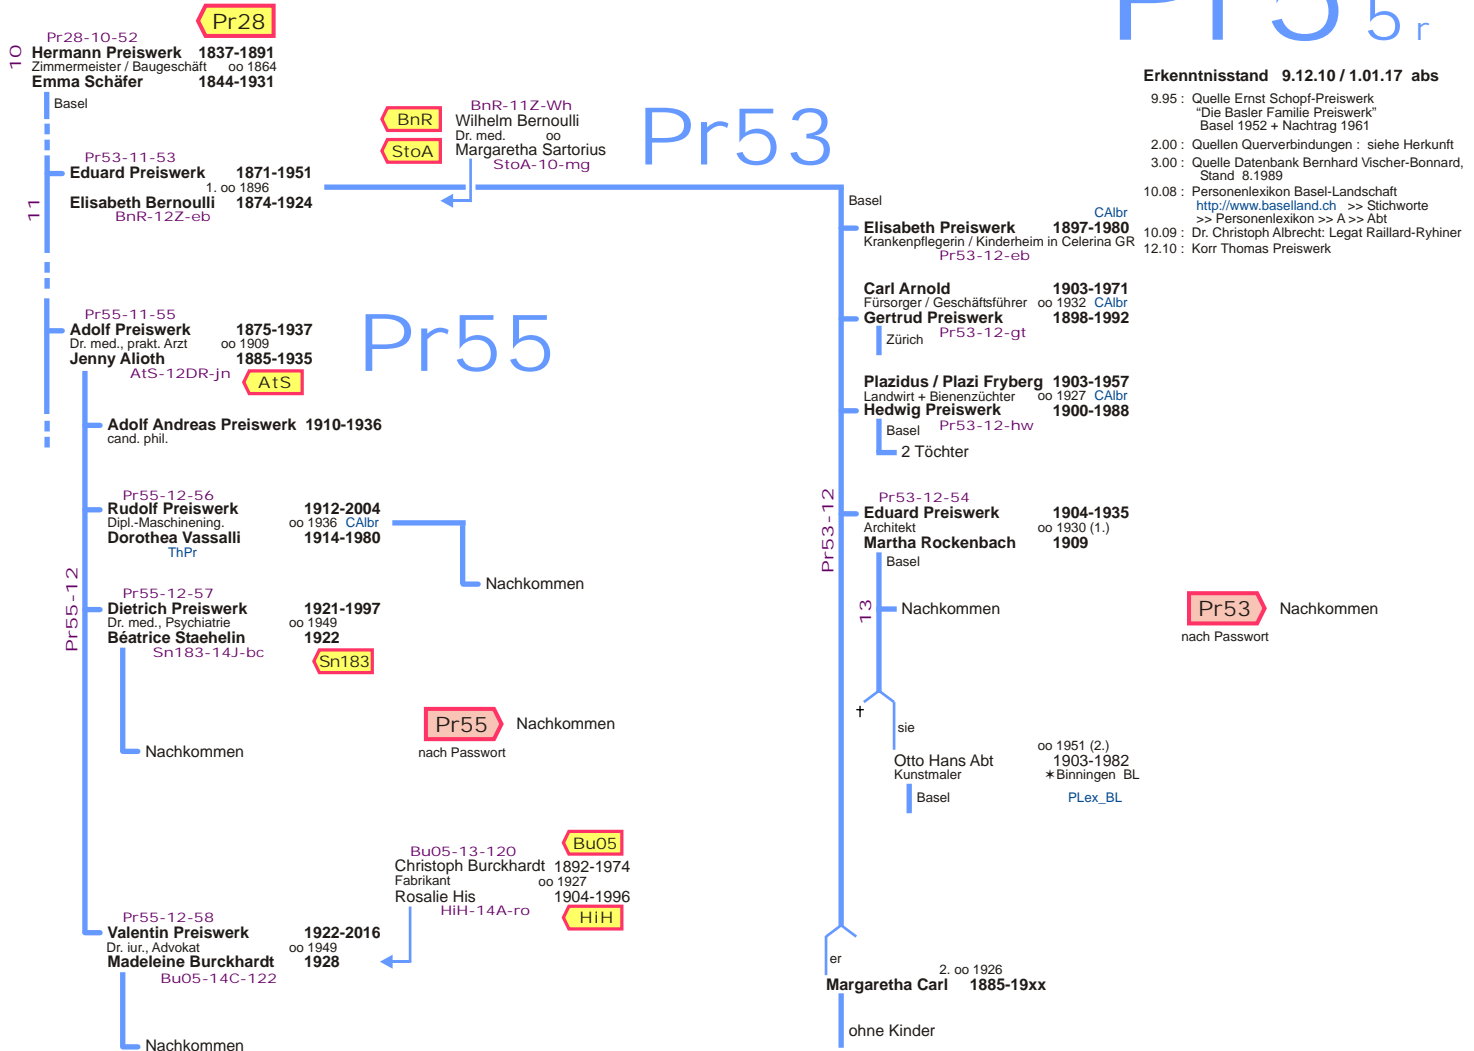 Pr28
Pr28-10-52
10
Hermann Preiswerk 1837-1891
Zimmermeister / Baugeschäft oo 1864
Emma Schäfer 1844-1931
Basel
11
Pr53-11-53
Eduard Preiswerk 1871-1951
1. oo 1896
Elisabeth Bernoulli 1874-1924
BnR-12Z-eb
BnR
StoA
BnR-11Z-Wh
Wilhelm Bernoulli
Dr. med. oo
Margaretha Sartorius
StoA-10-mg
Pr53
Pr55-11-55
Adolf Preiswerk 1875-1937
Dr. med., prakt. Arzt oo 1909
Jenny Alioth 1885-1935
AtS-12DR-jn
AtS
Pr55
Pr55-12
Adolf Andreas Preiswerk 1910-1936
cand. phil.
Pr55-12-56
Rudolf Preiswerk 1912-2004
Dipl.-Maschinening. oo 1936 CAlbr
Dorothea Vassalli 1914-1980
ThPr
Nachkommen
Pr55-12-57
Dietrich Preiswerk 1921-1997
Dr. med., Psychiatrie oo 1949
Béatrice Staehelin 1922
Sn183-14J-bc
Sn183
Nachkommen
Pr55 Nachkommen
nach Passwort
Bu05
Bu05-13-120
Christoph Burckhardt 1892-1974
Fabrikant oo 1927
Rosalie His 1904-1996
HiH-14A-ro
HiH
Pr55-12-58
Valentin Preiswerk 1922-2016
Dr. iur., Advokat oo 1949
Madeleine Burckhardt 1928
Bu05-14C-122
Nachkommen
Pr53-12
Basel
CAlbr
Elisabeth Preiswerk 1897-1980
Krankenpflegerin / Kinderheim in Celerina GR
Pr53-12-eb
Carl Arnold 1903-1971
Fürsorger / Geschäftsführer oo 1932 CAlbr
Gertrud Preiswerk 1898-1992
Pr53-12-gt
Zürich
Plazidus / Plazi Fryberg 1903-1957
Landwirt + Bienenzüchter oo 1927 CAlbr
Hedwig Preiswerk 1900-1988
Basel Pr53-12-hw
2 Töchter
Pr53-12-54
Eduard Preiswerk 1904-1935
Architekt oo 1930 (1.)
Martha Rockenbach 1909
Basel
13
Nachkommen
†
sie
oo 1951 (2.)
Otto Hans Abt 1903-1982
Kunstmaler ✶Binningen BL
Basel PLex_BL
er
2. oo 1926
Margaretha Carl 1885-19xx
ohne Kinder
Pr53 Nachkommen
nach Passwort
Pr55r
Erkenntnisstand 9.12.10 / 1.01.17 abs
9.95 : Quelle Ernst Schopf-Preiswerk
"Die Basler Familie Preiswerk"
Basel 1952 + Nachtrag 1961
2.00 : Quellen Querverbindungen : siehe Herkunft
3.00 : Quelle Datenbank Bernhard Vischer-Bonnard,
Stand 8.1989
10.08 : Personenlexikon Basel-Landschaft
http://www.baselland.ch >> Stichworte
>> Personenlexikon >> A >> Abt
10.09 : Dr. Christoph Albrecht: Legat Raillard-Ryhiner
12.10 : Korr Thomas Preiswerk